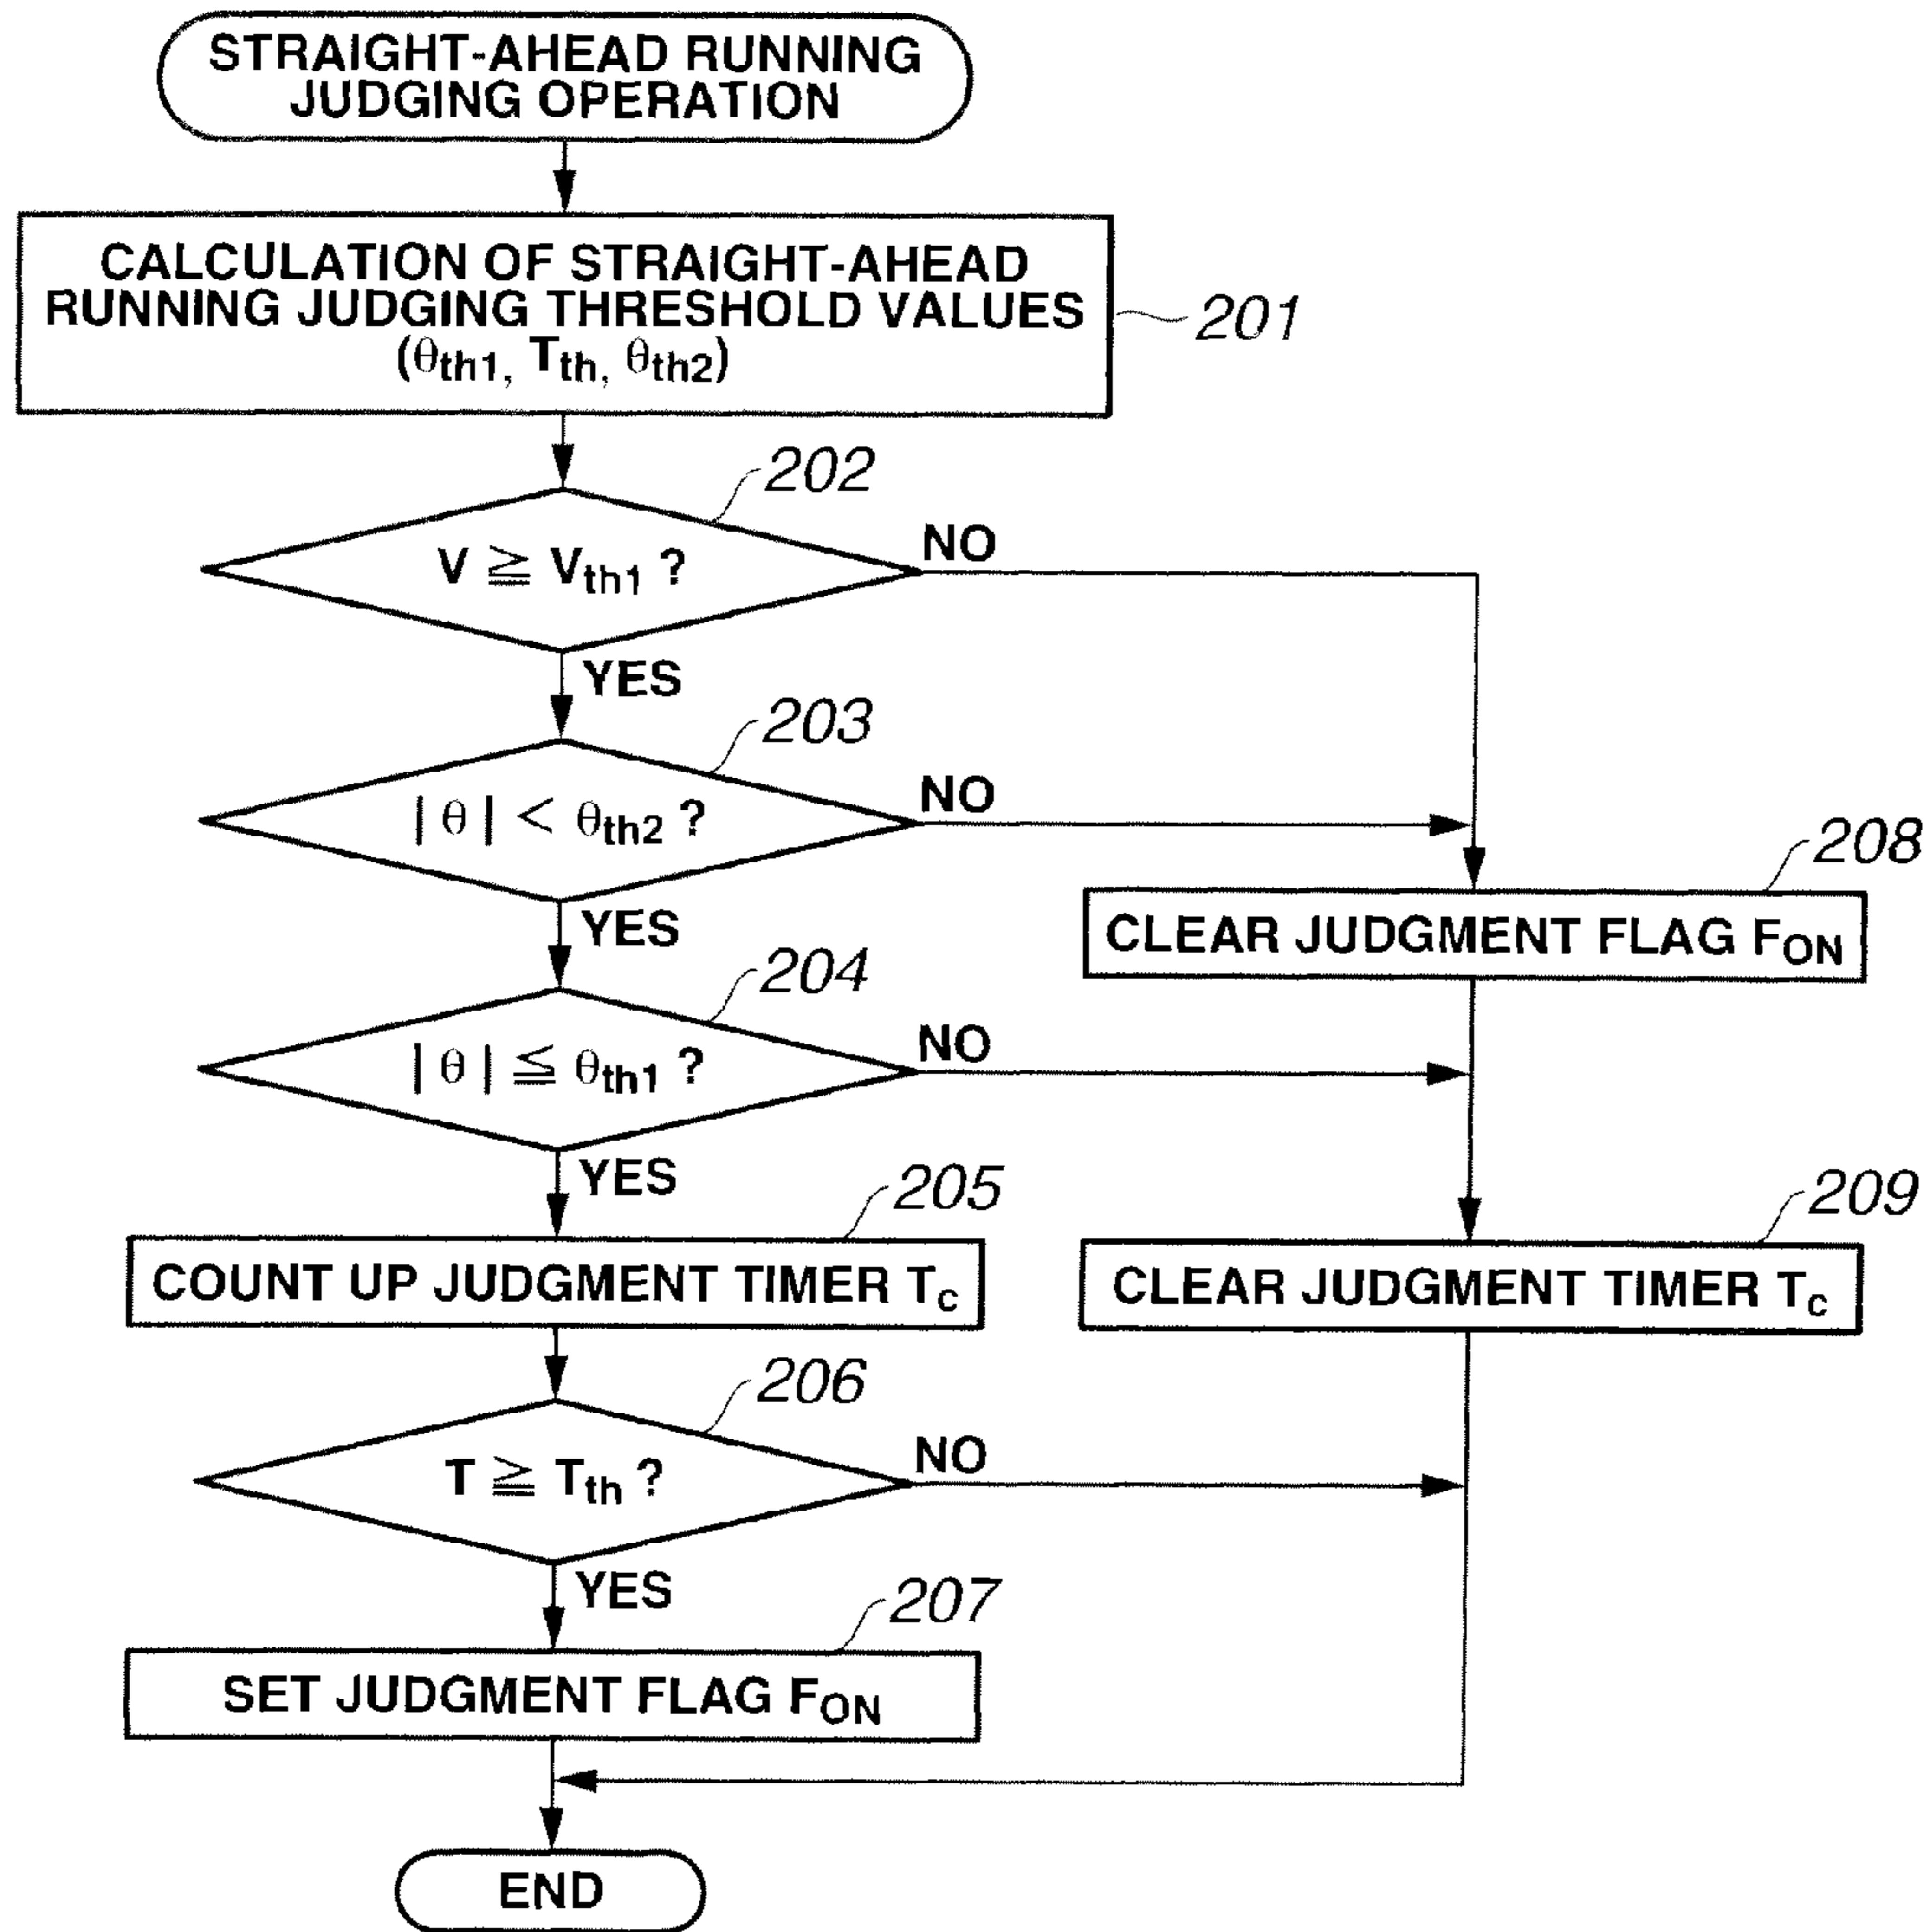 STRAIGHT-AHEAD RUNNING
JUDGING OPERATION
CALCULATION OF STRAIGHT-AHEAD
RUNNING JUDGING THRESHOLD VALUES
(θth1, Tth, θth2)
201
202
V ≧ Vth1 ?
NO
YES
203
| θ | < θth2 ?
NO
YES
208
CLEAR JUDGMENT FLAG FON
204
| θ | ≦ θth1 ?
NO
YES
205
COUNT UP JUDGMENT TIMER Tc
209
CLEAR JUDGMENT TIMER Tc
206
T ≧ Tth ?
NO
YES
207
SET JUDGMENT FLAG FON
END